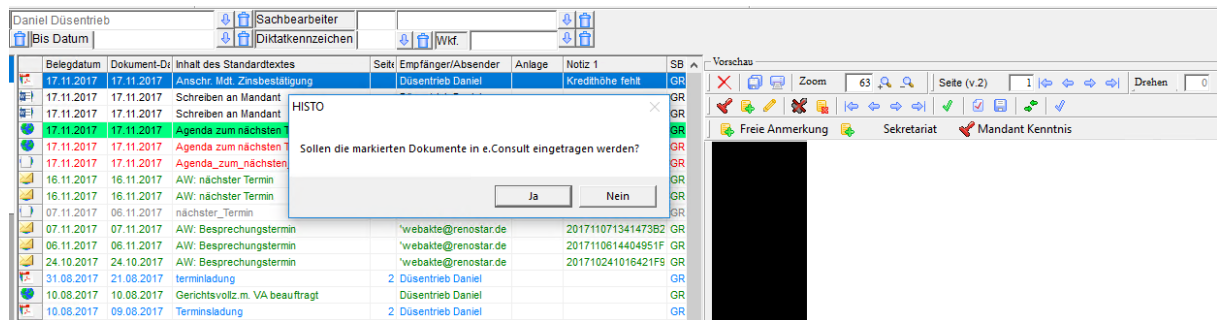 Daniel Düsentrieb Sachbearbeiter
Bis Datum Diktatkennzeichen Wkf.
Belegdatum Dokument-Da Inhalt des Standardtextes Seite Empfänger/Absender Anlage Notiz 1 SB
17.11.2017 17.11.2017 Anschr. Mdt. Zinsbestätigung Düsentrieb Daniel Kredithöhe fehlt GR
17.11.2017 17.11.2017 Schreiben an Mandant GR
17.11.2017 17.11.2017 Schreiben an Mandant GR
17.11.2017 17.11.2017 Agenda zum nächsten T GR
17.11.2017 17.11.2017 Agenda zum nächsten T GR
17.11.2017 17.11.2017 Agenda_zum_nächsten_ GR
16.11.2017 16.11.2017 AW: nächster Termin GR
16.11.2017 16.11.2017 AW: nächster Termin GR
07.11.2017 06.11.2017 nächster_Termin GR
07.11.2017 07.11.2017 AW: Besprechungstermin 'webakte@renostar.de 201711071341473B2 GR
06.11.2017 06.11.2017 AW: Besprechungstermin 'webakte@renostar.de 2017110614404951F GR
24.10.2017 24.10.2017 AW: Besprechungstermin 'webakte@renostar.de 201710241016421F9 GR
31.08.2017 21.08.2017 terminladung 2 Düsentrieb Daniel GR
10.08.2017 10.08.2017 Gerichtsvollz.m. VA beauftragt Düsentrieb Daniel GR
10.08.2017 09.08.2017 Terminsladung 2 Düsentrieb Daniel GR
HISTO
Sollen die markierten Dokumente in e.Consult eingetragen werden?
Ja Nein
Vorschau
Zoom 63 Seite (v.2) 1 Drehen 0
Freie Anmerkung Sekretariat Mandant Kenntnis